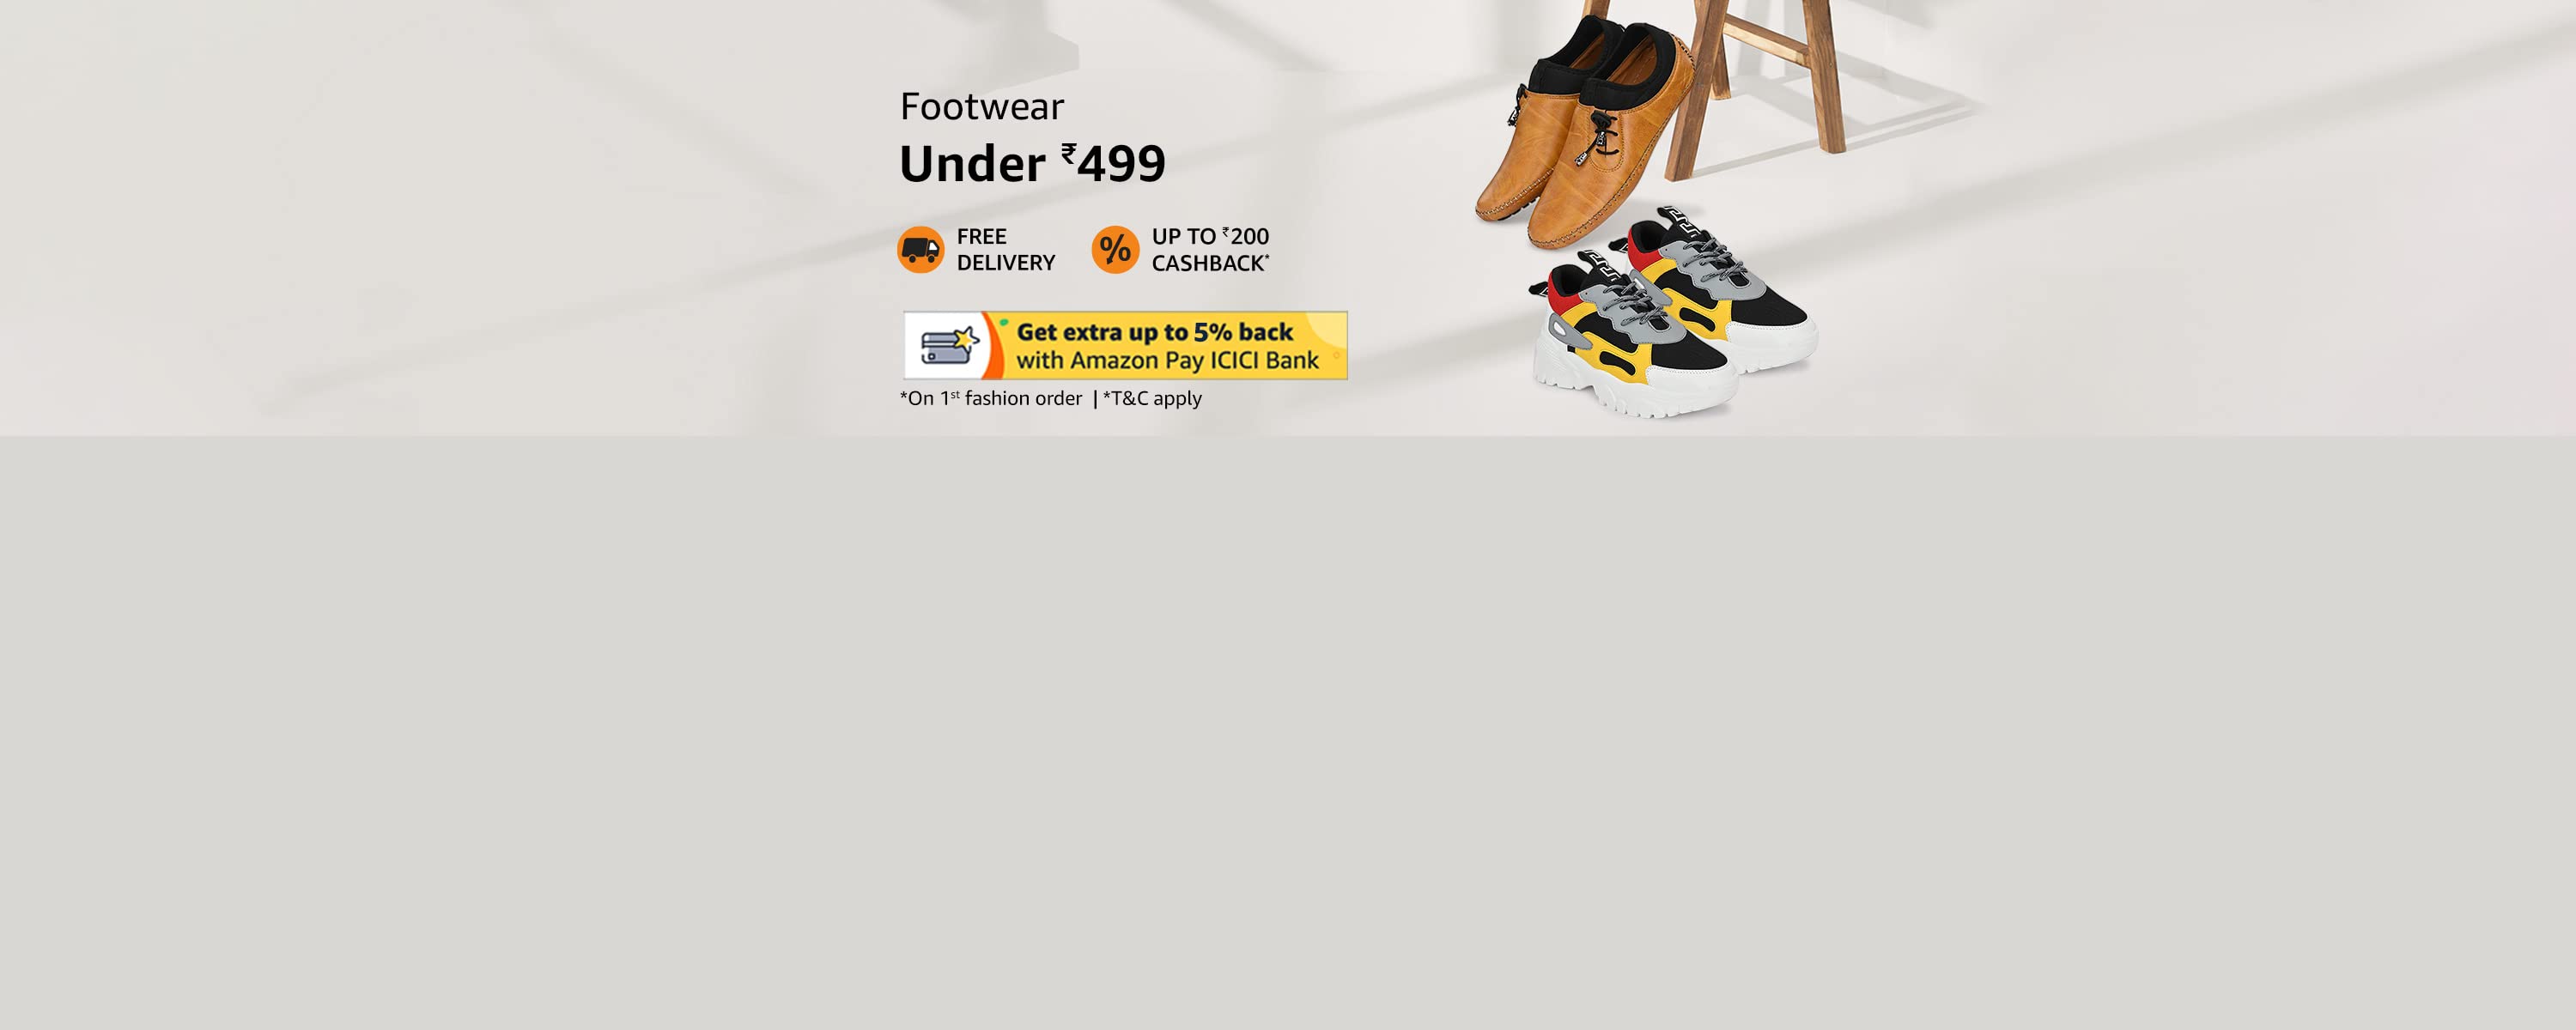 Footwear
Under ₹499
FREE
DELIVERY
UP TO ₹200
CASHBACK*
Get extra up to 5% back
with Amazon Pay ICICI Bank
*On 1st fashion order | *T&C apply